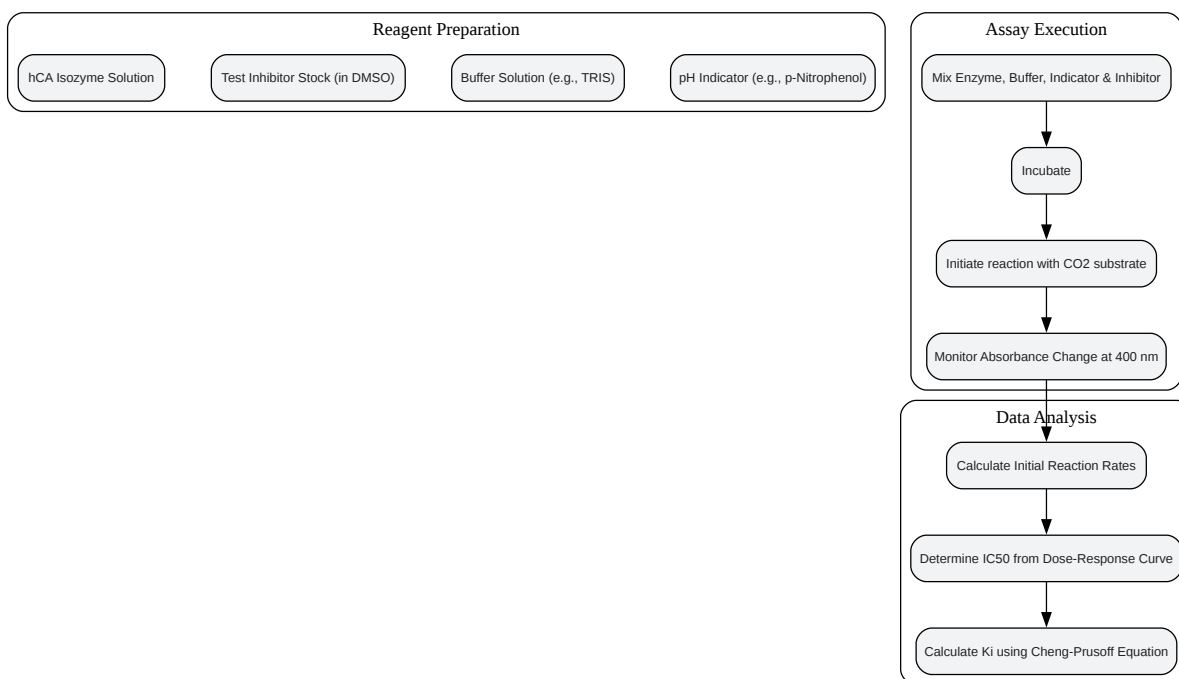 Reagent Preparation
hCA Isozyme Solution
Test Inhibitor Stock (in DMSO)
Buffer Solution (e.g., TRIS)
pH Indicator (e.g., p-Nitrophenol)
Assay Execution
Mix Enzyme, Buffer, Indicator & Inhibitor
Incubate
Initiate reaction with CO2 substrate
Monitor Absorbance Change at 400 nm
Data Analysis
Calculate Initial Reaction Rates
Determine IC50 from Dose-Response Curve
Calculate Ki using Cheng-Prusoff Equation